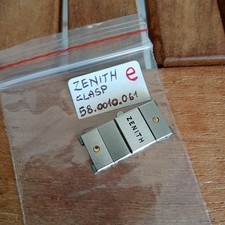 ZENITH e
CLASP
58.0010.061
ZENITH